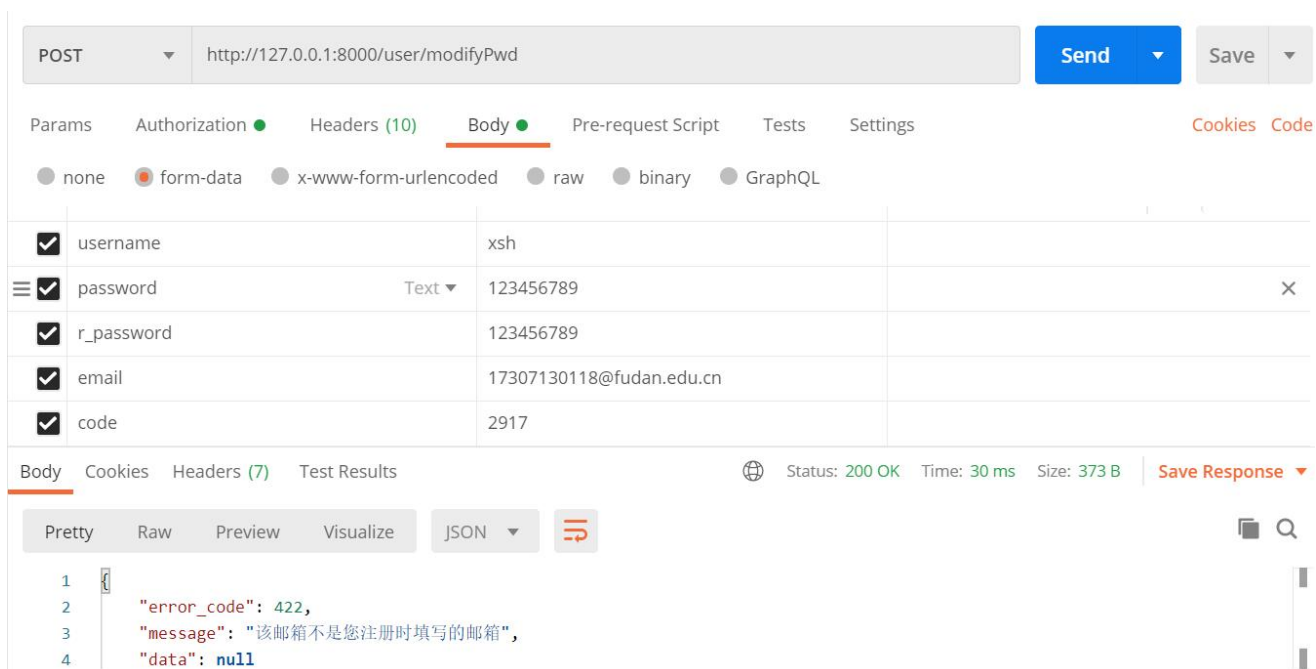 POST http://127.0.0.1:8000/user/modifyPwd Send Save
Params Authorization Headers (10) Body Pre-request Script Tests Settings Cookies Code
none form-data x-www-form-urlencoded raw binary GraphQL
username xsh
password Text 123456789
r_password 123456789
email 17307130118@fudan.edu.cn
code 2917
Body Cookies Headers (7) Test Results Status: 200 OK Time: 30 ms Size: 373 B Save Response
Pretty Raw Preview Visualize JSON
1 {
2 "error_code": 422,
3 "message": "该邮箱不是您注册时填写的邮箱",
4 "data": null